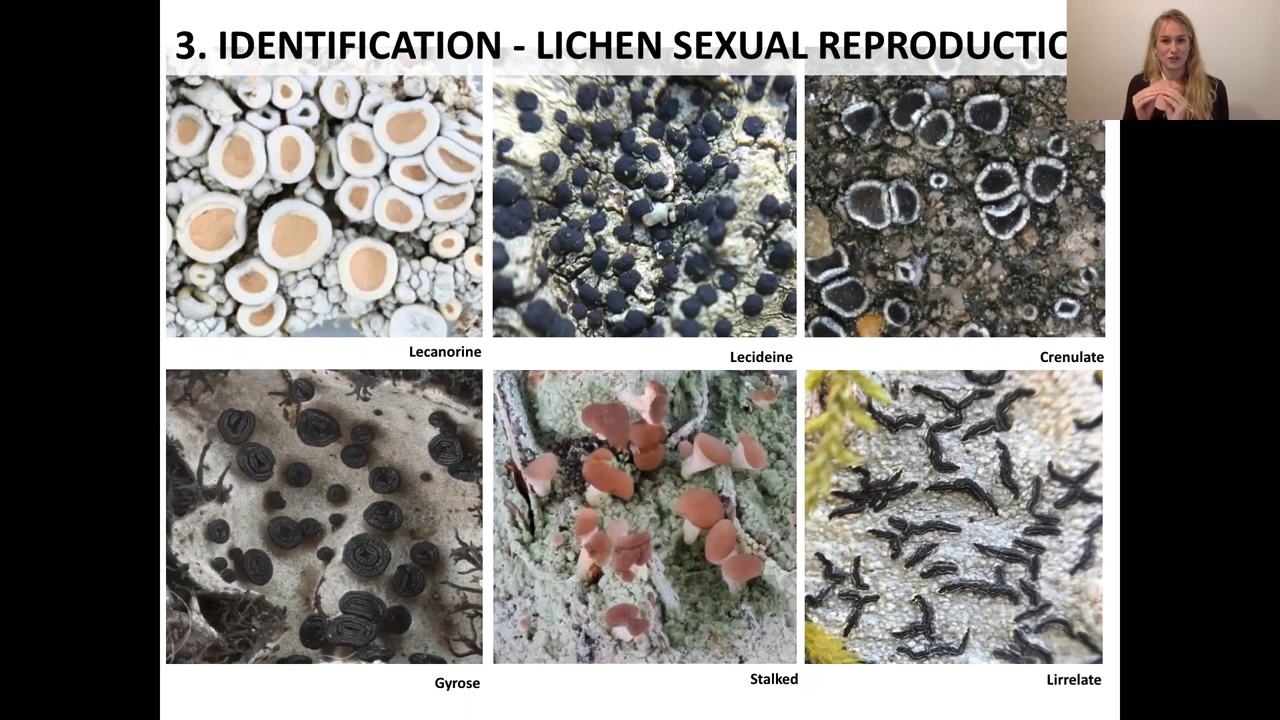 3. IDENTIFICATION - LICHEN SEXUAL REPRODUCTIO
Lecanorine
Lecideine
Crenulate
Gyrose
Stalked
Lirrelate